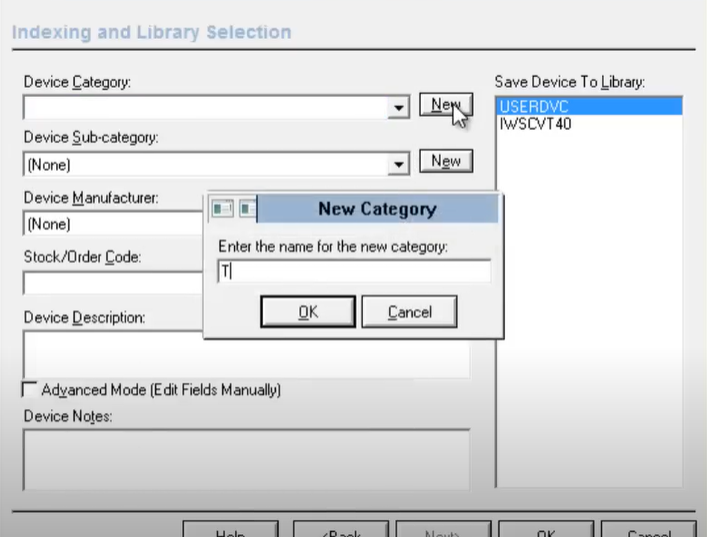 Indexing and Library Selection
Device Category:
New
Save Device To Library:
USERDVC
IWSCVT40
Device Sub-category:
(None)
New
Device Manufacturer:
(None)
New Category
Enter the name for the new category:
T
OK
Cancel
Stock/Order Code:
Device Description:
Advanced Mode (Edit Fields Manually)
Device Notes:
Help
<Back
Next>
OK
Cancel